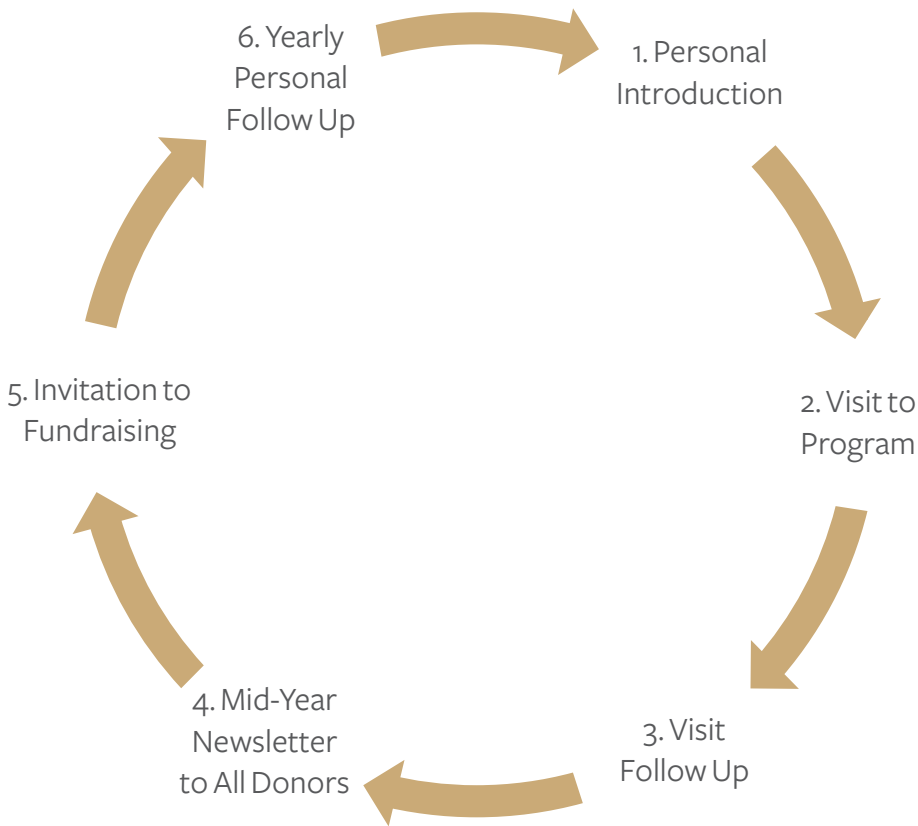 1. Personal
Introduction
2. Visit to
Program
3. Visit
Follow Up
4. Mid-Year
Newsletter
to All Donors
5. Invitation to
Fundraising
6. Yearly
Personal
Follow Up